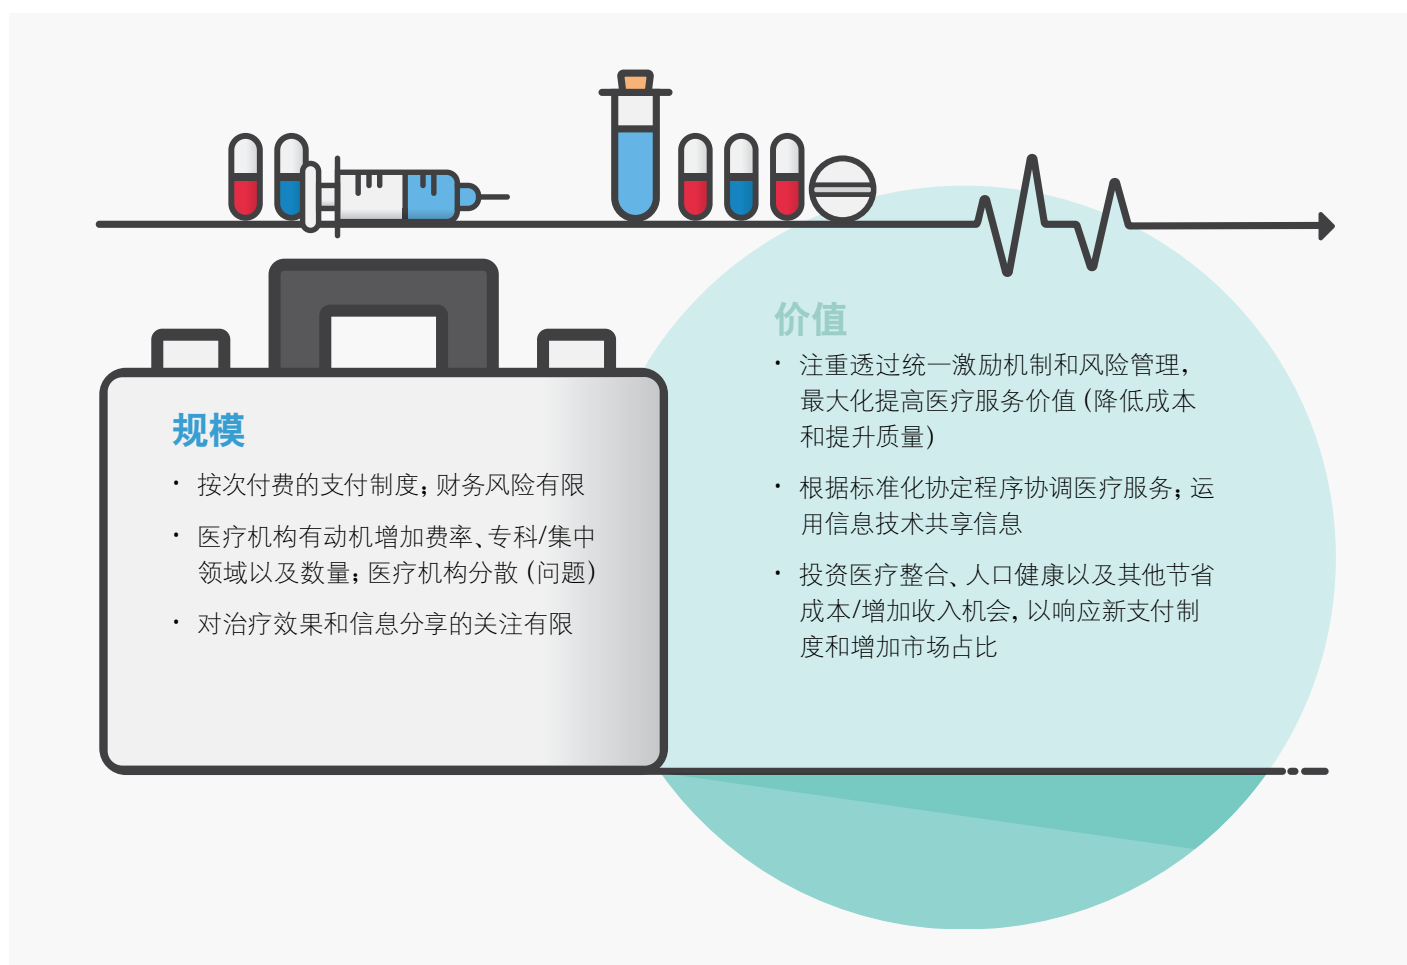 规模
· 按次付费的支付制度；财务风险有限
· 医疗机构有动机增加费率、专科/集中
领域以及数量；医疗机构分散（问题）
· 对治疗效果和信息分享的关注有限
价值
· 注重透过统一激励机制和风险管理，
最大化提高医疗服务价值（降低成本
和提升质量）
· 根据标准化协定程序协调医疗服务；运
用信息技术共享信息
· 投资医疗整合、人口健康以及其他节省
成本/增加收入机会，以响应新支付制
度和增加市场占比